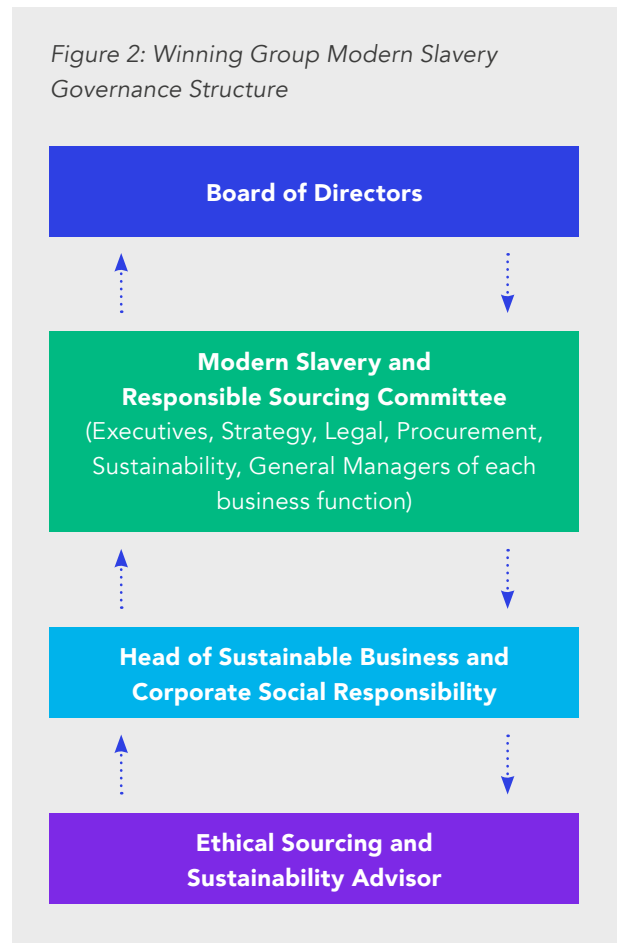 Figure 2: Winning Group Modern Slavery
Governance Structure
Board of Directors
Modern Slavery and
Responsible Sourcing Committee
(Executives, Strategy, Legal, Procurement,
Sustainability, General Managers of each
business function)
Head of Sustainable Business and
Corporate Social Responsibility
Ethical Sourcing and
Sustainability Advisor